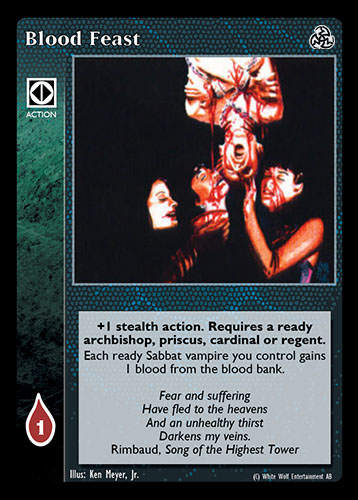 Blood Feast
ACTION
+1 stealth action. Requires a ready
archbishop, priscus, cardinal or regent.
Each ready Sabbat vampire you control gains
1 blood from the blood bank.
Fear and suffering
Have fled to the heavens
And an unhealthy thirst
Darkens my veins.
Rimbaud, Song of the Highest Tower
1
Illus: Ken Meyer, Jr.
(C) White Wolf Entertainment AB